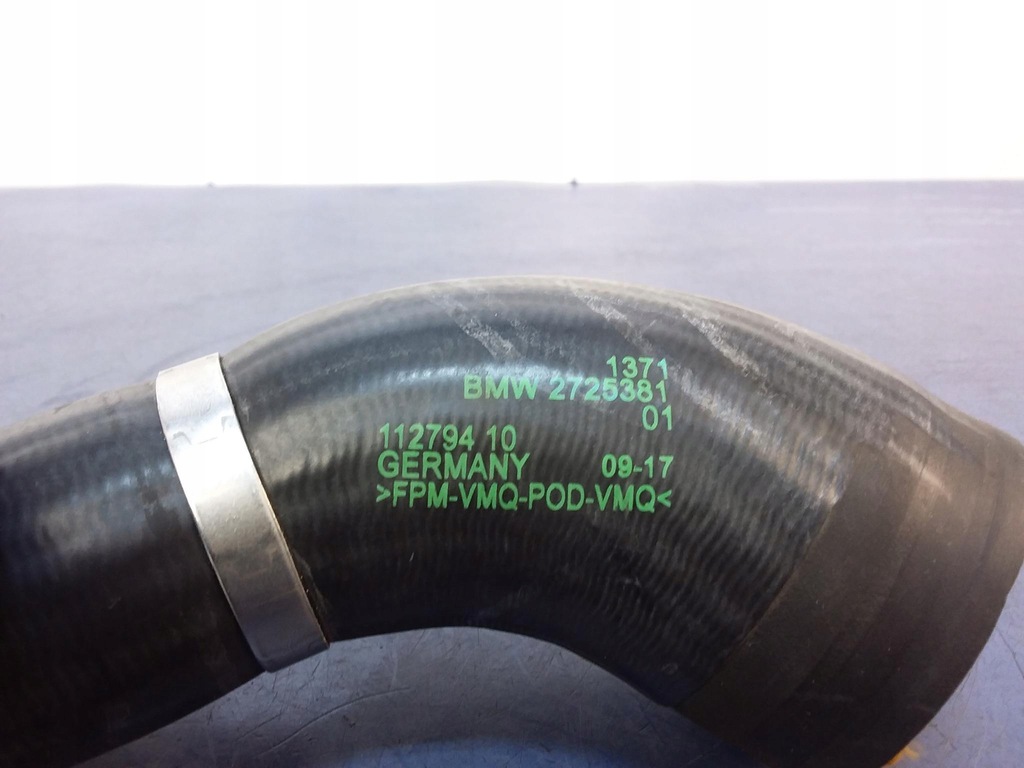 1371
BMW 2725381
01
112794 10
GERMANY 09-17
>FPM-VMQ-POD-VMQ<